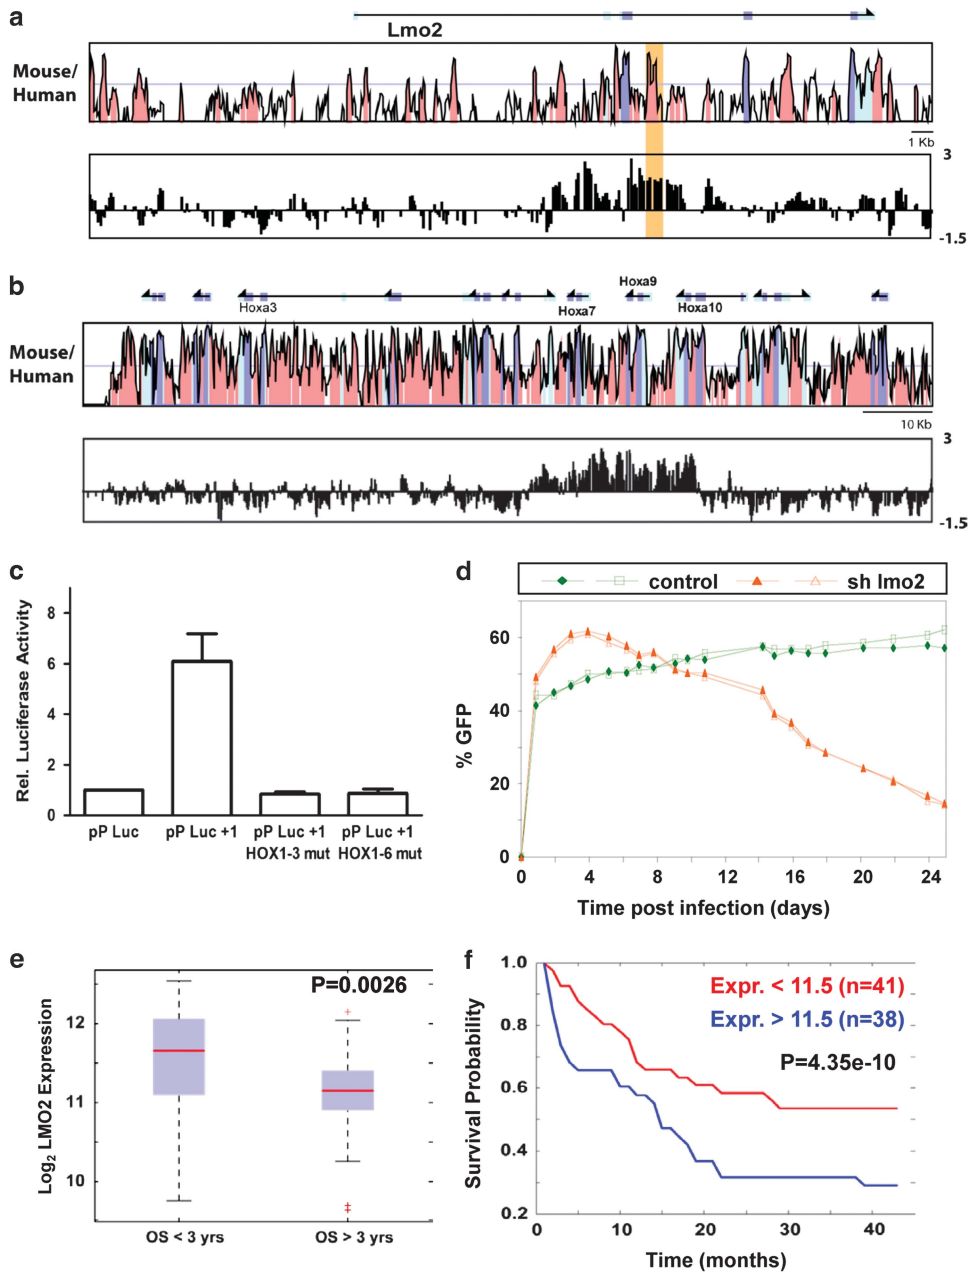 a
Lmo2
Mouse/
Human
1 Kb
3
-1.5
b
Hoxa3
Hoxa7
Hoxa9
Hoxa10
Mouse/
Human
10 Kb
3
-1.5
c
Rel. Luciferase Activity
8
6
4
2
0
pP Luc
pP Luc +1
pP Luc +1
HOX1-3 mut
pP Luc +1
HOX1-6 mut
d
control
sh lmo2
% GFP
60
40
20
0
0 4 8 12 16 20 24
Time post infection (days)
e
P=0.0026
Log2 LMO2 Expression
12
11
10
OS < 3 yrs
OS > 3 yrs
f
Expr. < 11.5 (n=41)
Expr. > 11.5 (n=38)
P=4.35e-10
Survival Probability
1.0
0.8
0.6
0.4
0.2
0 10 20 30 40
Time (months)